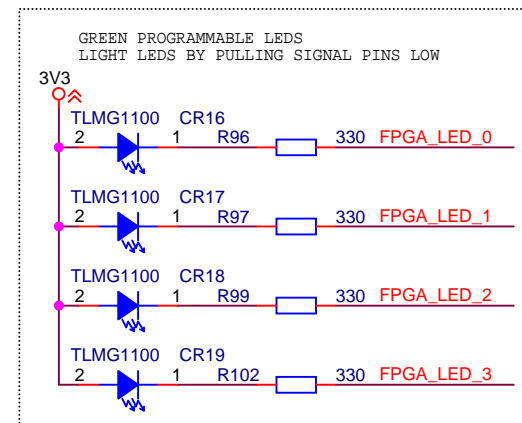 GREEN PROGRAMMABLE LEDS
LIGHT LEDS BY PULLING SIGNAL PINS LOW
3V3
TLMG1100 CR16
2 1 R96 330 FPGA_LED_0
TLMG1100 CR17
2 1 R97 330 FPGA_LED_1
TLMG1100 CR18
2 1 R99 330 FPGA_LED_2
TLMG1100 CR19
2 1 R102 330 FPGA_LED_3